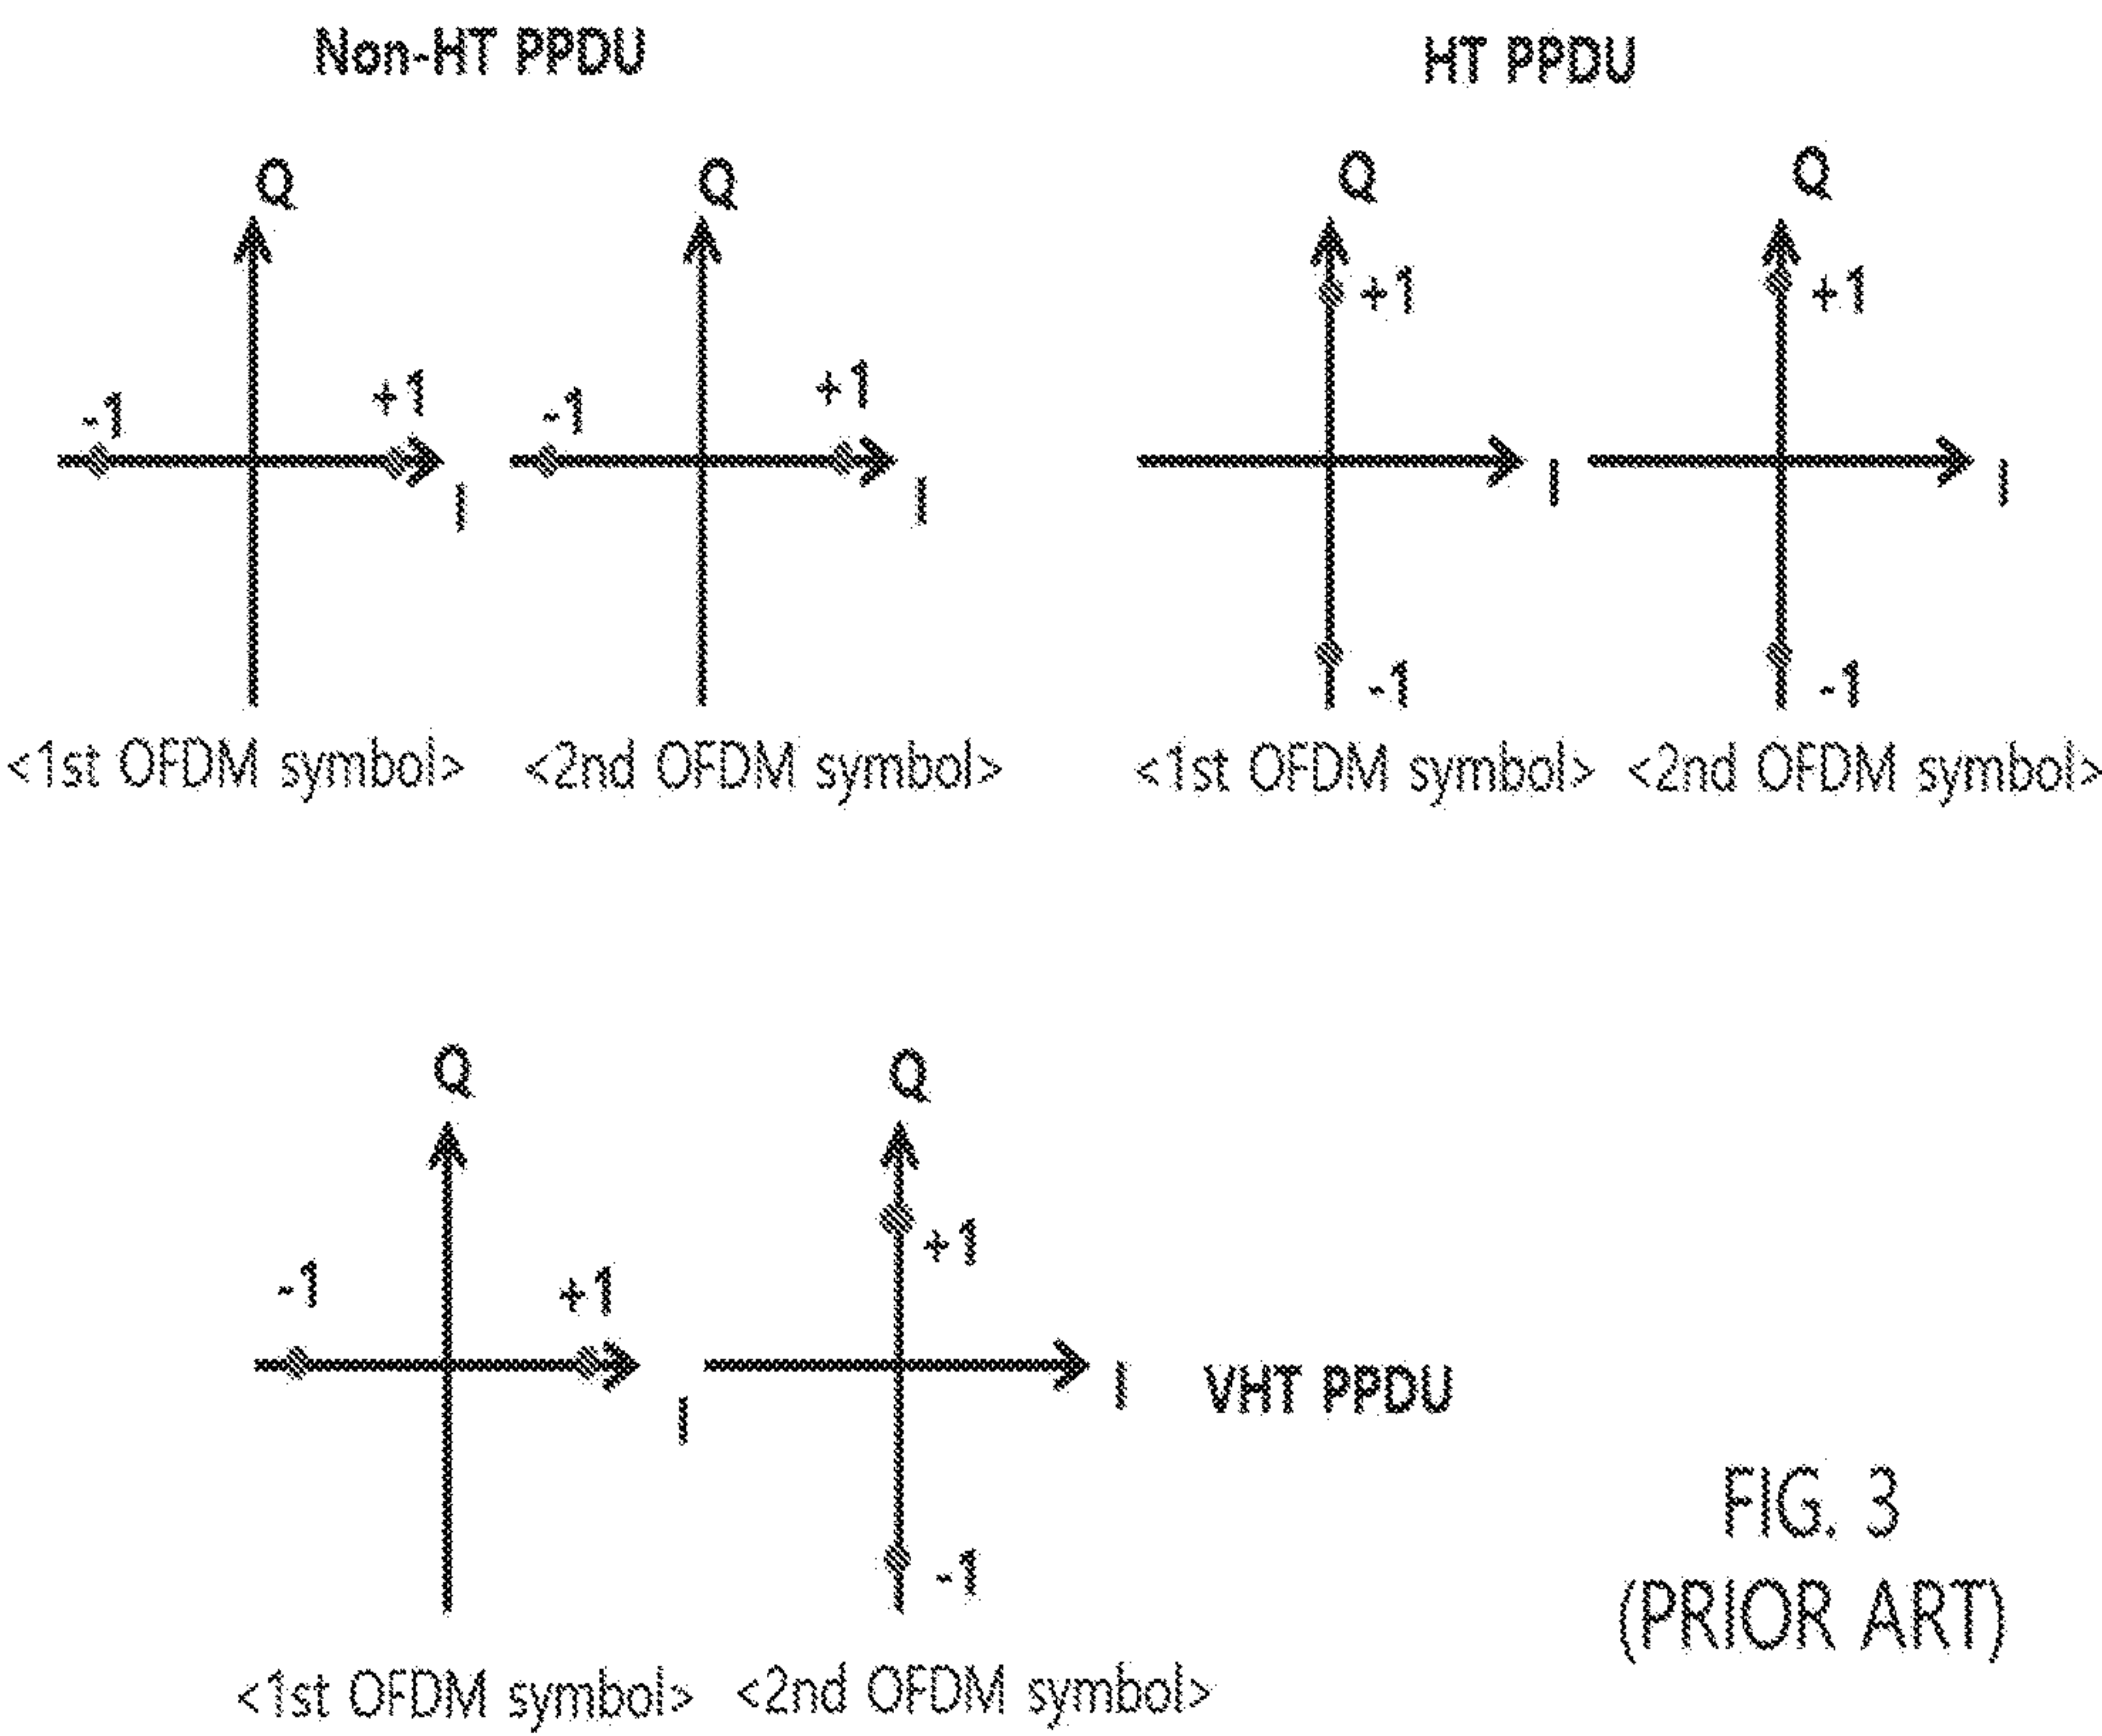 Non-HT PPDU
HT PPDU
Q
Q
Q
Q
+1
+1
-1
+1
-1
+1
I
I
I
I
-1
-1
<1st OFDM symbol>
<2nd OFDM symbol>
<1st OFDM symbol>
<2nd OFDM symbol>
Q
Q
-1
+1
+1
I
I
VHT PPDU
-1
<1st OFDM symbol>
<2nd OFDM symbol>
FIG. 3
(PRIOR ART)